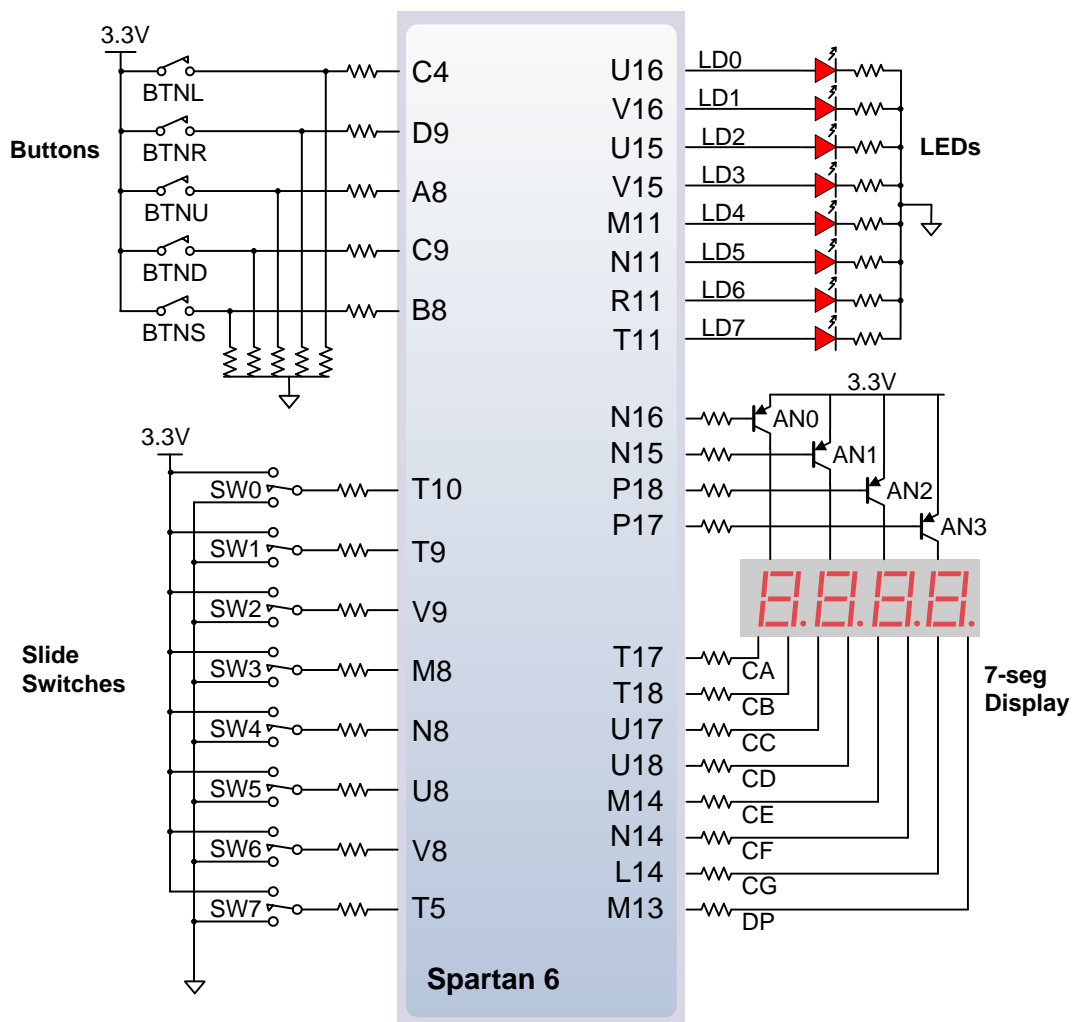 3.3V
BTNL
BTNR
BTNU
BTND
BTNS
Buttons
C4
D9
A8
C9
B8
3.3V
SW0
SW1
SW2
SW3
SW4
SW5
SW6
SW7
Slide
Switches
T10
T9
V9
M8
N8
U8
V8
T5
U16
V16
U15
V15
M11
N11
R11
T11
LD0
LD1
LD2
LD3
LD4
LD5
LD6
LD7
LEDs
3.3V
N16
N15
P18
P17
AN0
AN1
AN2
AN3
8.8.8.8.
T17
T18
U17
U18
M14
N14
L14
M13
CA
CB
CC
CD
CE
CF
CG
DP
7-seg
Display
Spartan 6